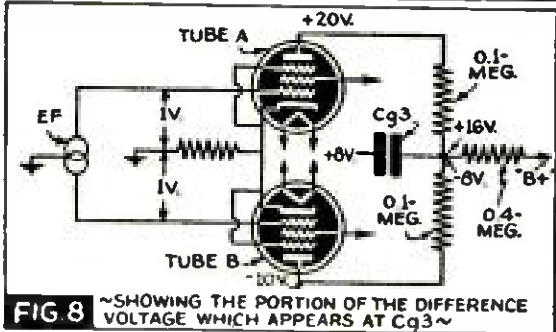 +20V.
TUBE A
0.1-
MEG.
EF
1V.
Cg3
+16V.
+8V
"B+"
1V.
-8V.
0.1-
MEG.
0.4-
MEG.
TUBE B
FIG. 8 ~SHOWING THE PORTION OF THE DIFFERENCE
VOLTAGE WHICH APPEARS AT Cg3~